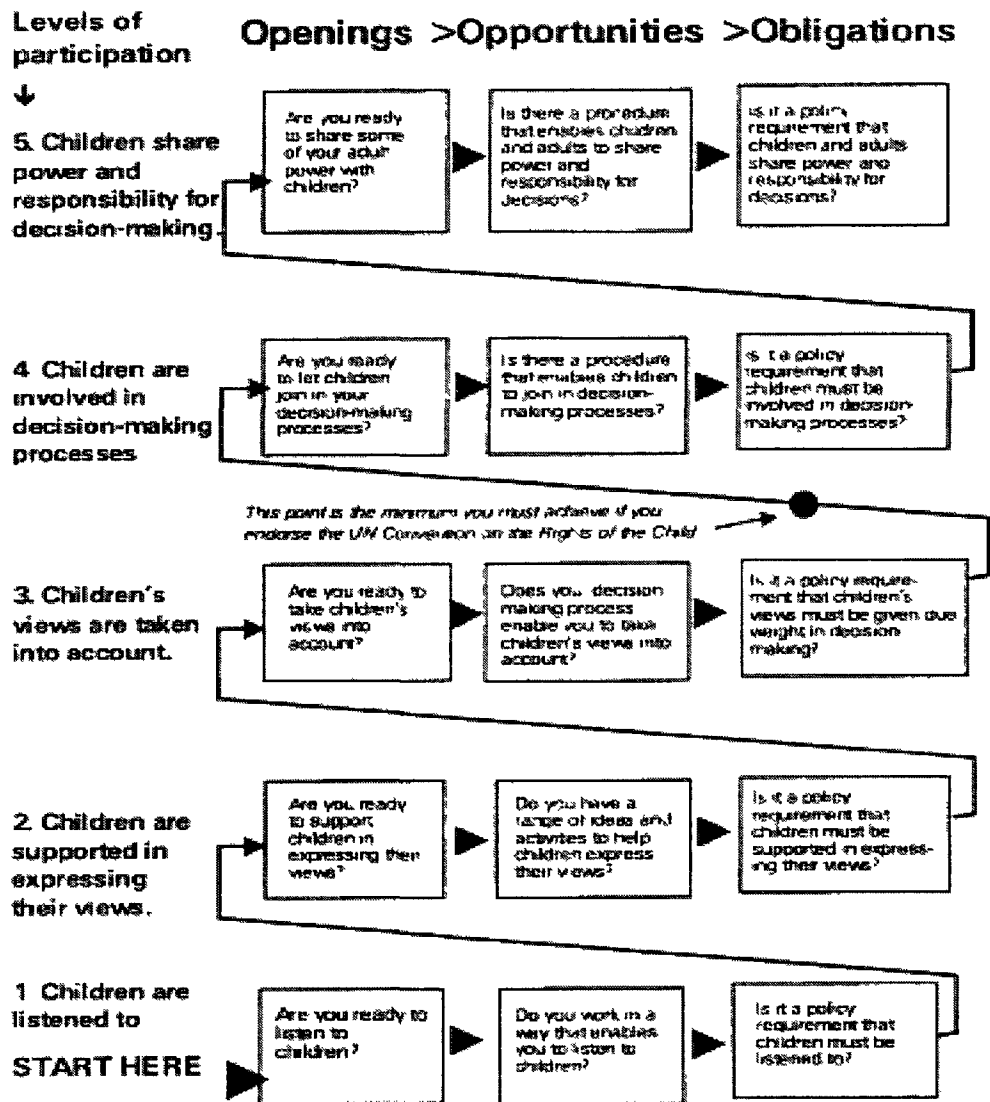 Levels of
participation
Openings >Opportunities >Obligations
5. Children share
power and
responsibility for
decision-making.
Are you ready
to share some
of your adult
power with
children?
Is there a procedure
that enables children
and adults to share
power and
responsibility for
decisions?
Is it a policy
requirement that
children and adults
share power and
responsibility for
decisions?
4 Children are
involved in
decision-making
processes
Are you ready
to let children
join in your
decision-making
processes?
Is there a procedure
that enables children
to join in decision-
making processes?
Is it a policy
requirement that
children must be
involved in decision-
making processes?
This point is the minimum you must achieve if you
endorse the UN Convention on the Rights of the Child
3. Children's
views are taken
into account.
Are you ready to
take children's
views into
account?
Does you decision
making process
enable you to take
children's views into
account?
Is it a policy require-
ment that children's
views must be given due
weight in decision
making?
2. Children are
supported in
expressing
their views.
Are you ready
to support
children in
expressing their
views?
Do you have a
range of ideas and
activities to help
children express
their views?
Is it a policy
requirement that
children must be
supported in express-
ing their views?
1 Children are
listened to
START HERE
Are you ready to
listen to
children?
Do you work in a
way that enables
you to listen to
children?
Is it a policy
requirement that
children must be
listened to?